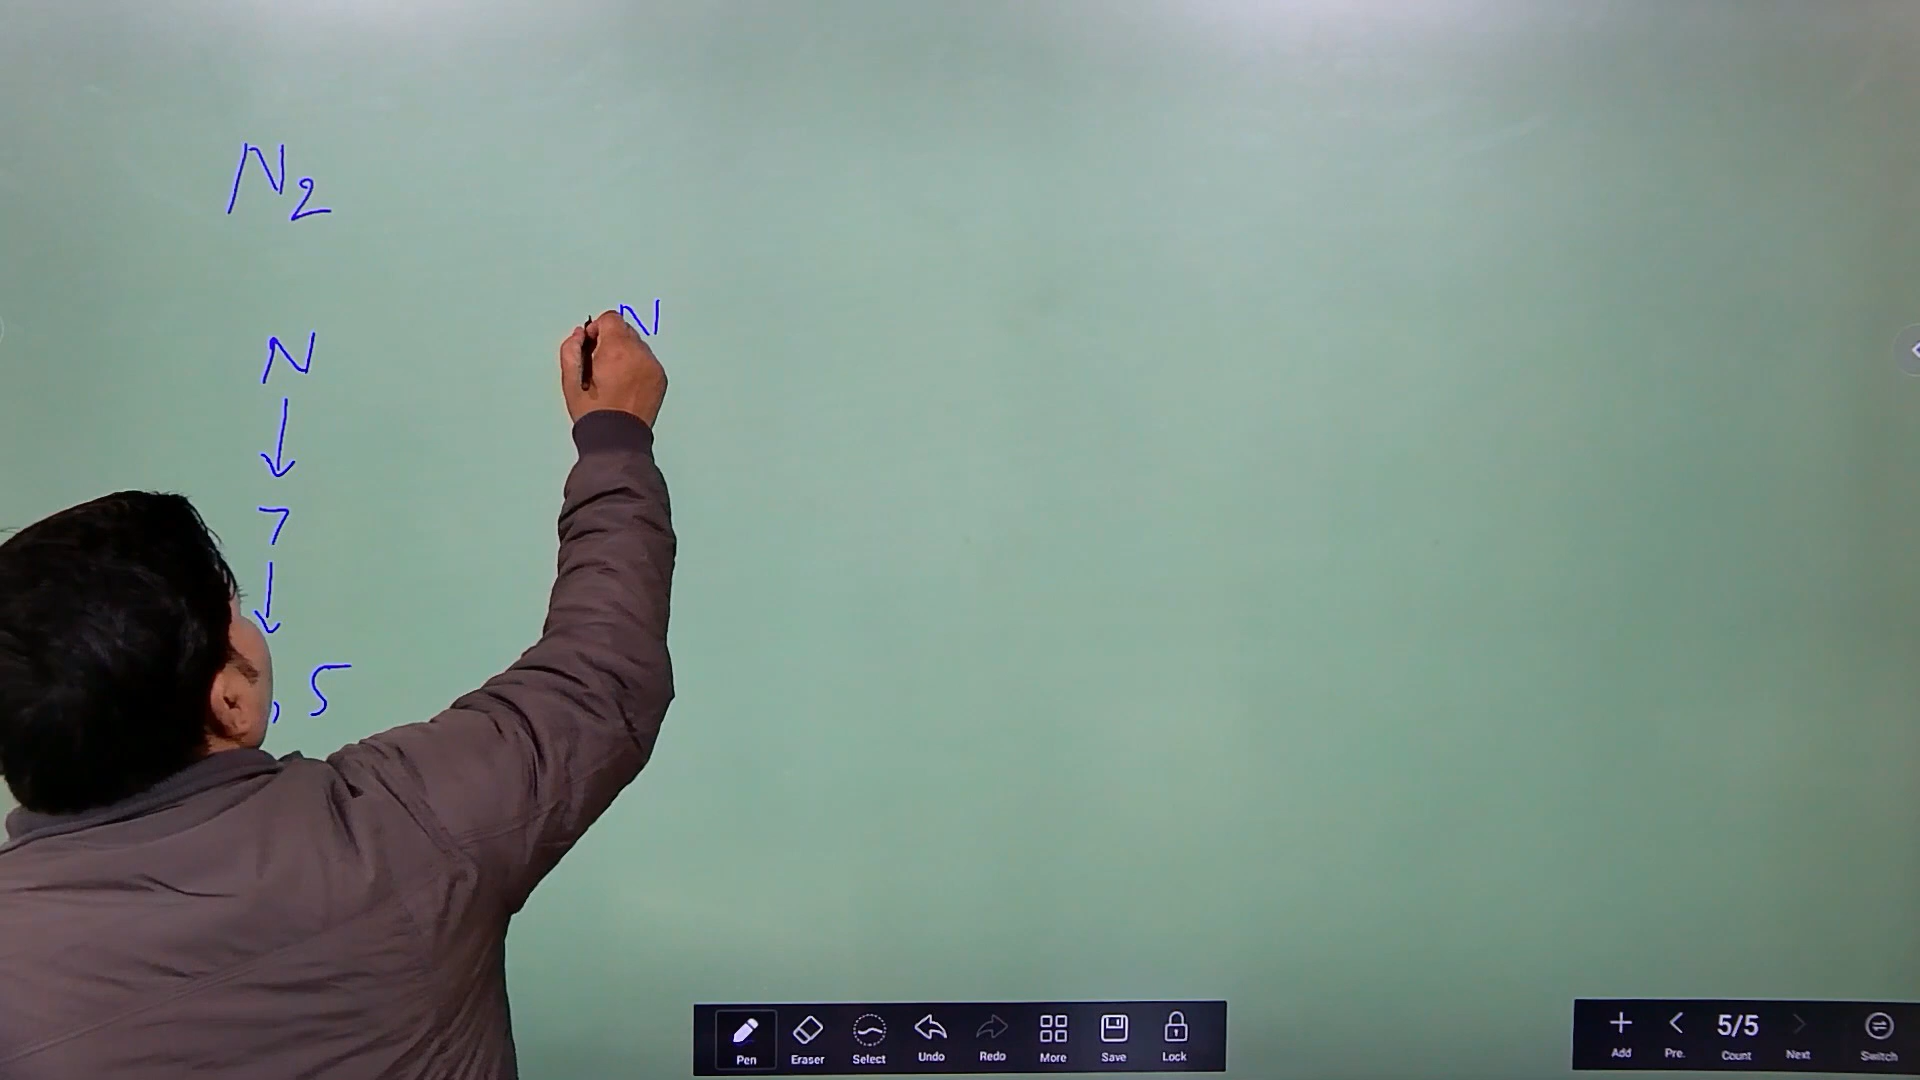 N2
N
N
7
, 5
Pen Eraser Select Undo Redo More Save Lock
5/5
Add Pre. Count Next Switch